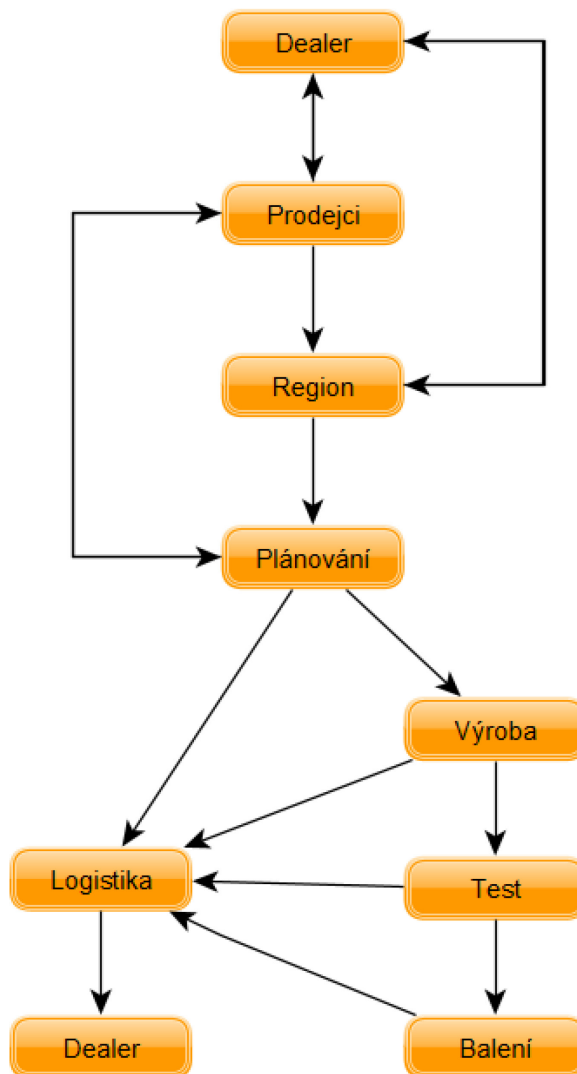 Dealer
Prodejci
Region
Plánování
Výroba
Logistika
Test
Dealer
Balení